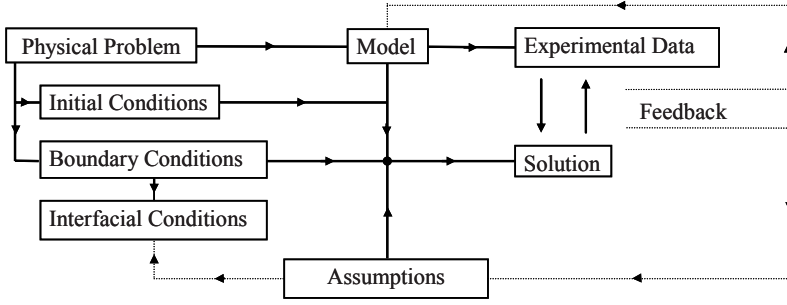 Physical Problem
Model
Experimental Data
Initial Conditions
Feedback
Boundary Conditions
Solution
Interfacial Conditions
Assumptions